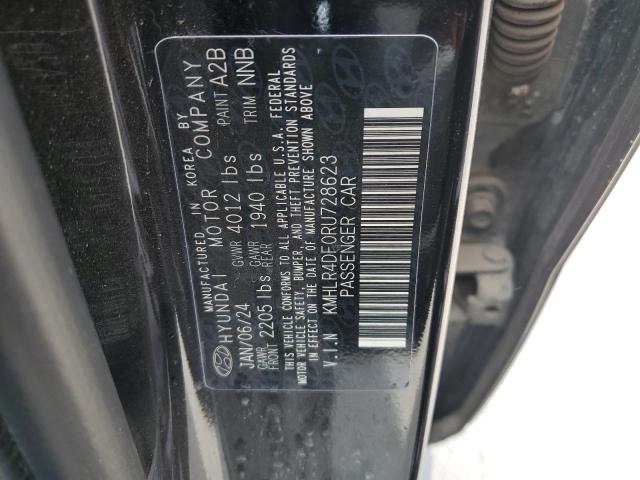 MANUFACTURED IN KOREA BY
HYUNDAI MOTOR COMPANY
JAN/06/24 GVWR 4012 lbs PAINT A2B
GAWR FRONT 2205 lbs GAWR REAR 1940 lbs TRIM NNB
THIS VEHICLE CONFORMS TO ALL APPLICABLE U.S.A. FEDERAL
MOTOR VEHICLE SAFETY, BUMPER, AND THEFT PREVENTION STANDARDS
IN EFFECT ON THE DATE OF MANUFACTURE SHOWN ABOVE
V.I.N KMHLR4DF0RU728623
PASSENGER CAR